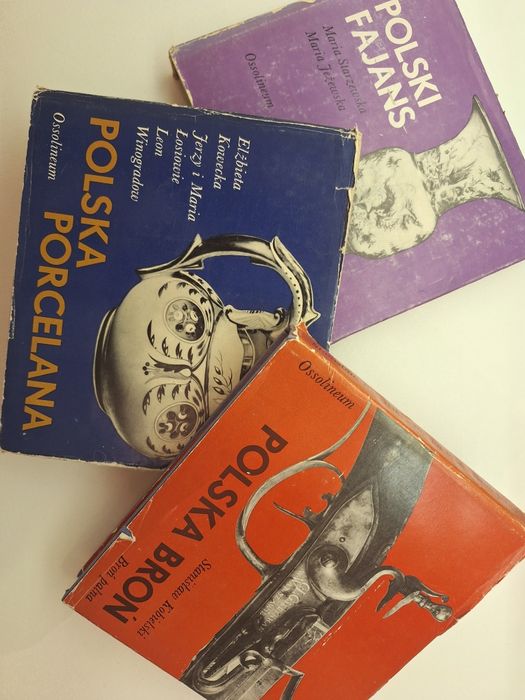 POLSKI
FAJANS
Maria Starzewska
Maria Jeżewska
Ossolineum
Elżbieta
Kowecka
Jerzy i Maria
Łosiowie
Leon
Winogradow
POLSKA
PORCELANA
Ossolineum
Ossolineum
POLSKA BROŃ
Stanisław Kobielski
Broń palna